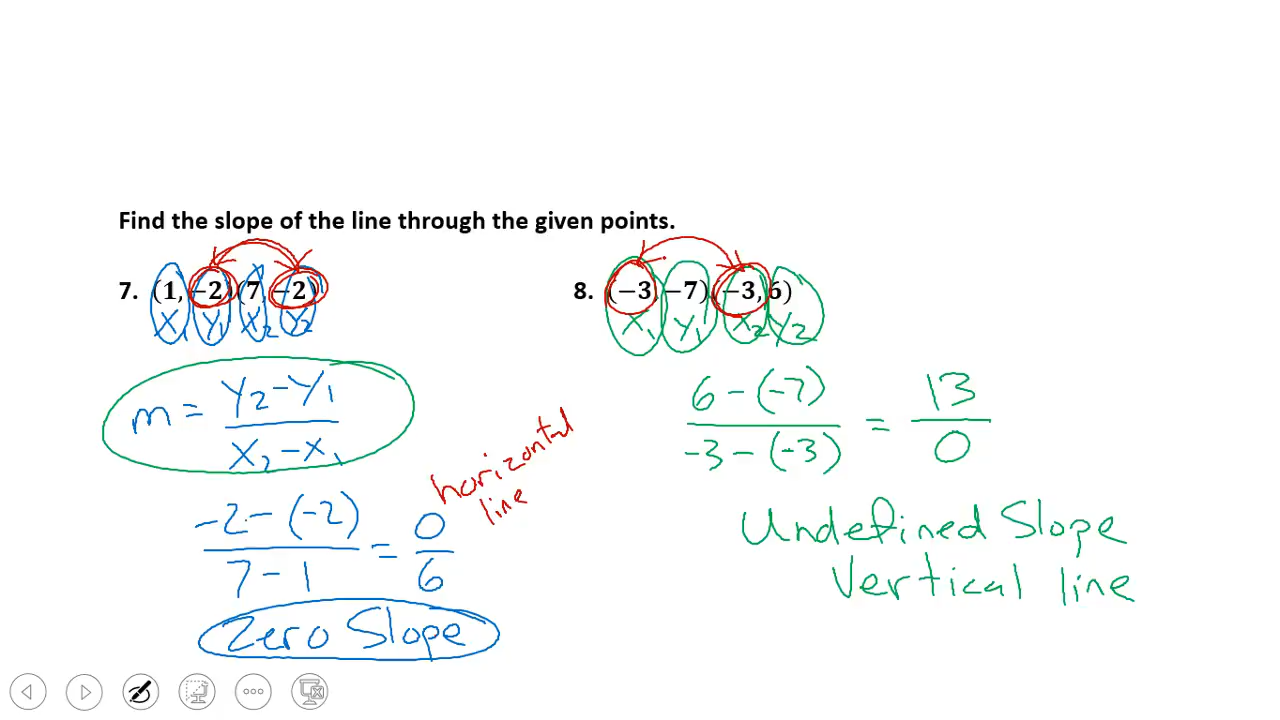 Find the slope of the line through the given points.
7. (1, −2) (7, −2)
X₁ Y₁ X₂ Y₂
m = Y₂ - Y₁ / X₂ - X₁
-2 - (-2) / 7 - 1 = 0 / 6
horizontal
line
Zero Slope
8. (−3, −7), (−3, 6)
X₁ Y₁ X₂ Y₂
6 - (-7) / -3 - (-3) = 13 / 0
Undefined Slope
Vertical line